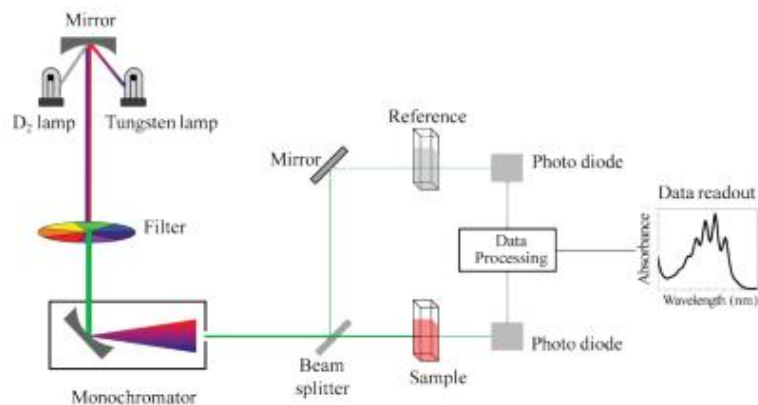 Mirror
D₂ lamp
Tungsten lamp
Filter
Monochromator
Beam
splitter
Mirror
Reference
Sample
Photo diode
Photo diode
Data
Processing
Data readout
Absorbance
Wavelength (nm)